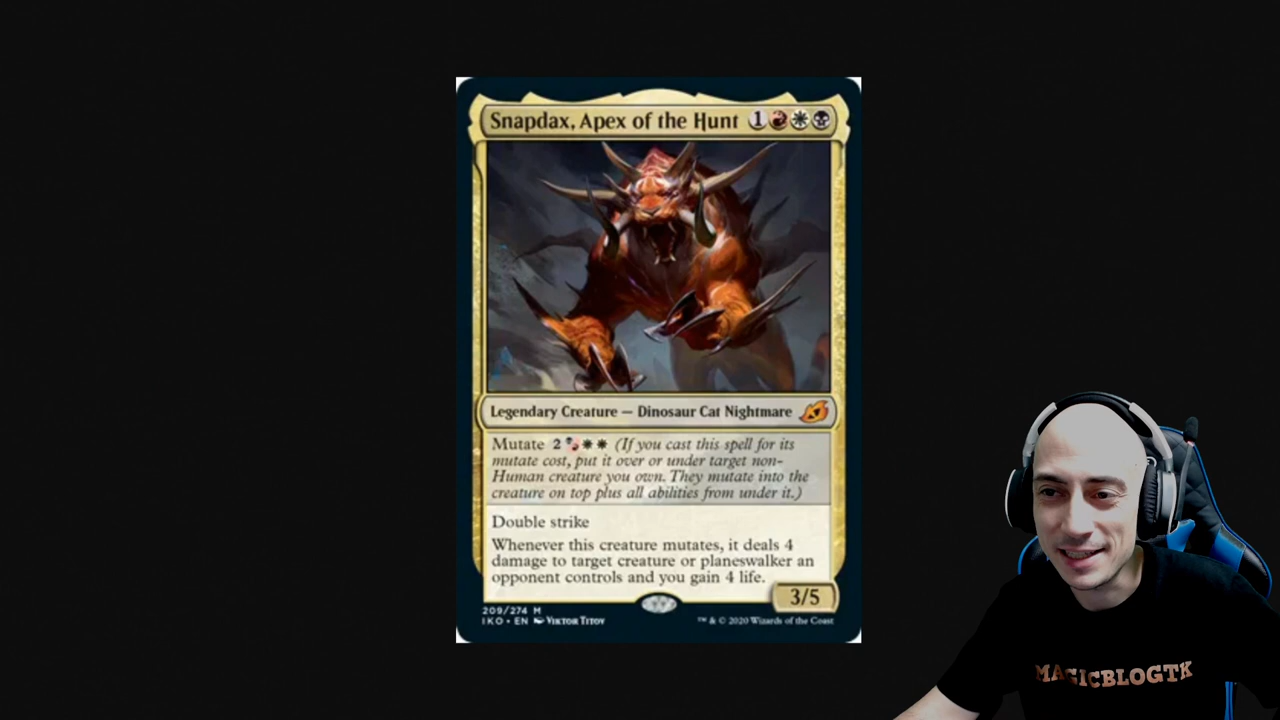 Snapdax, Apex of the Hunt 1
Legendary Creature — Dinosaur Cat Nightmare
Mutate 2 (If you cast this spell for its
mutate cost, put it over or under target non-
Human creature you own. They mutate into the
creature on top plus all abilities from under it.)
Double strike
Whenever this creature mutates, it deals 4
damage to target creature or planeswalker an
opponent controls and you gain 4 life.
3/5
209/274 M
IKO • EN Viktor Titov
™ & © 2020 Wizards of the Coast
MAGICBLOGTK